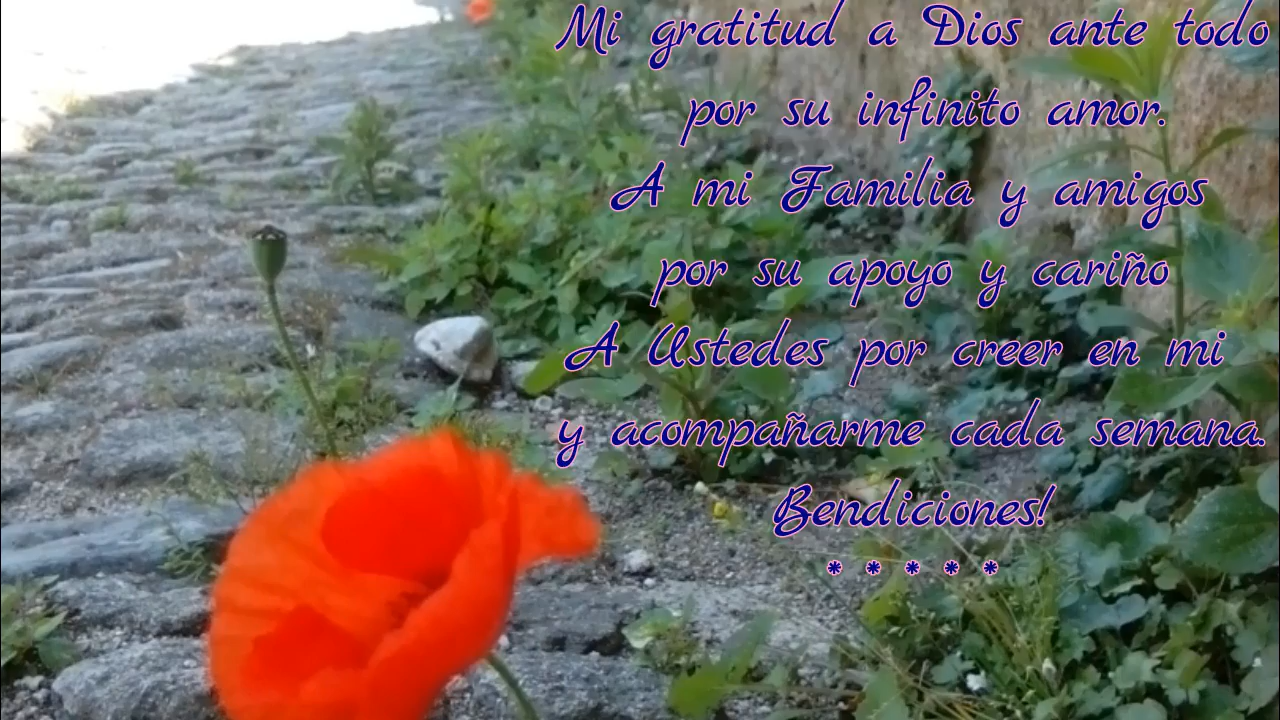 Mi gratitud a Dios ante todo
por su infinito amor.
A mi Familia y amigos
por su apoyo y cariño
A Ustedes por creer en mi
y acompañarme cada semana.
Bendiciones!
* * * * *